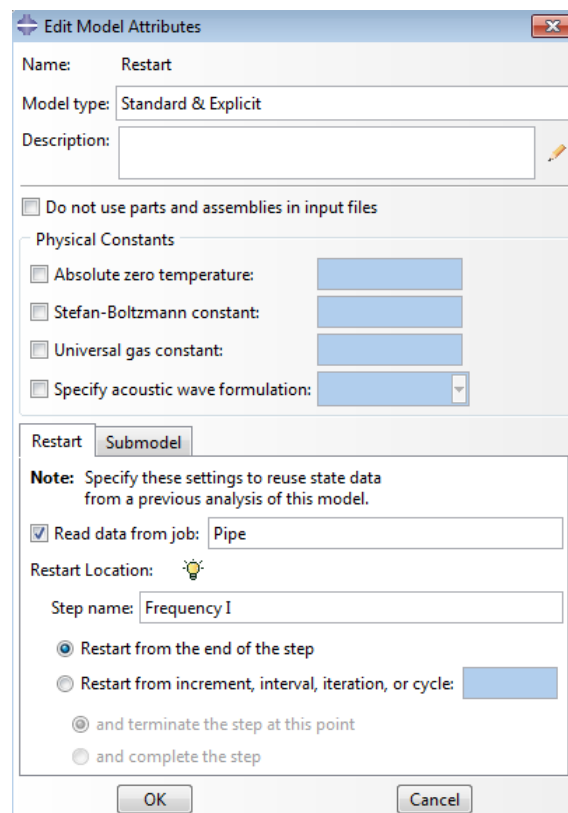 Edit Model Attributes
Name: Restart
Model type: Standard & Explicit
Description:
Do not use parts and assemblies in input files
Physical Constants
Absolute zero temperature:
Stefan-Boltzmann constant:
Universal gas constant:
Specify acoustic wave formulation:
Restart Submodel
Note: Specify these settings to reuse state data
from a previous analysis of this model.
Read data from job: Pipe
Restart Location:
Step name: Frequency I
Restart from the end of the step
Restart from increment, interval, iteration, or cycle:
and terminate the step at this point
and complete the step
OK Cancel